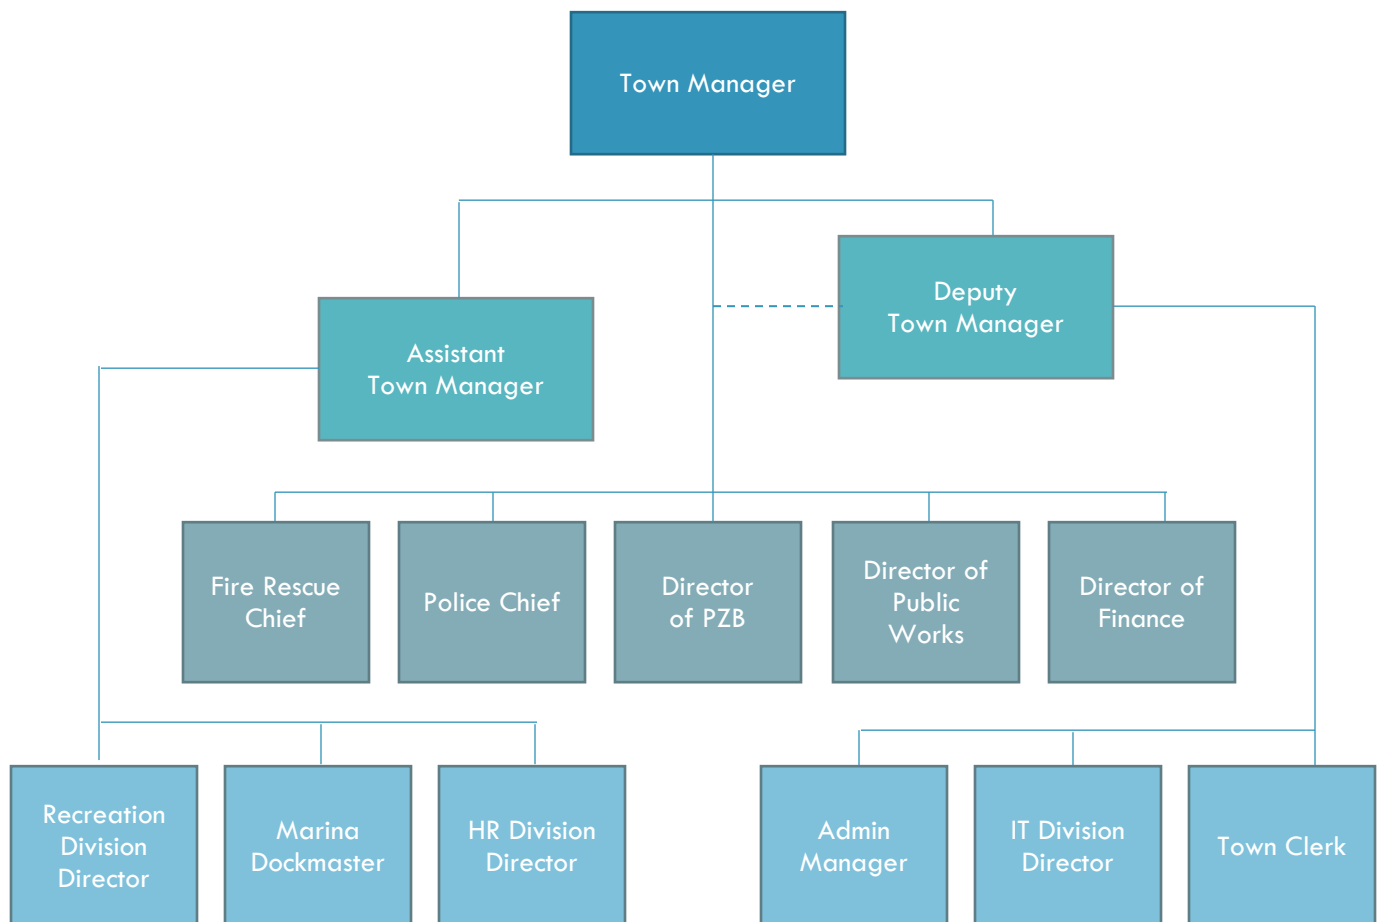 Town Manager
Deputy
Town Manager
Assistant
Town Manager
Fire Rescue
Chief
Police Chief
Director
of PZB
Director of
Public
Works
Director of
Finance
Recreation
Division
Director
Marina
Dockmaster
HR Division
Director
Admin
Manager
IT Division
Director
Town Clerk